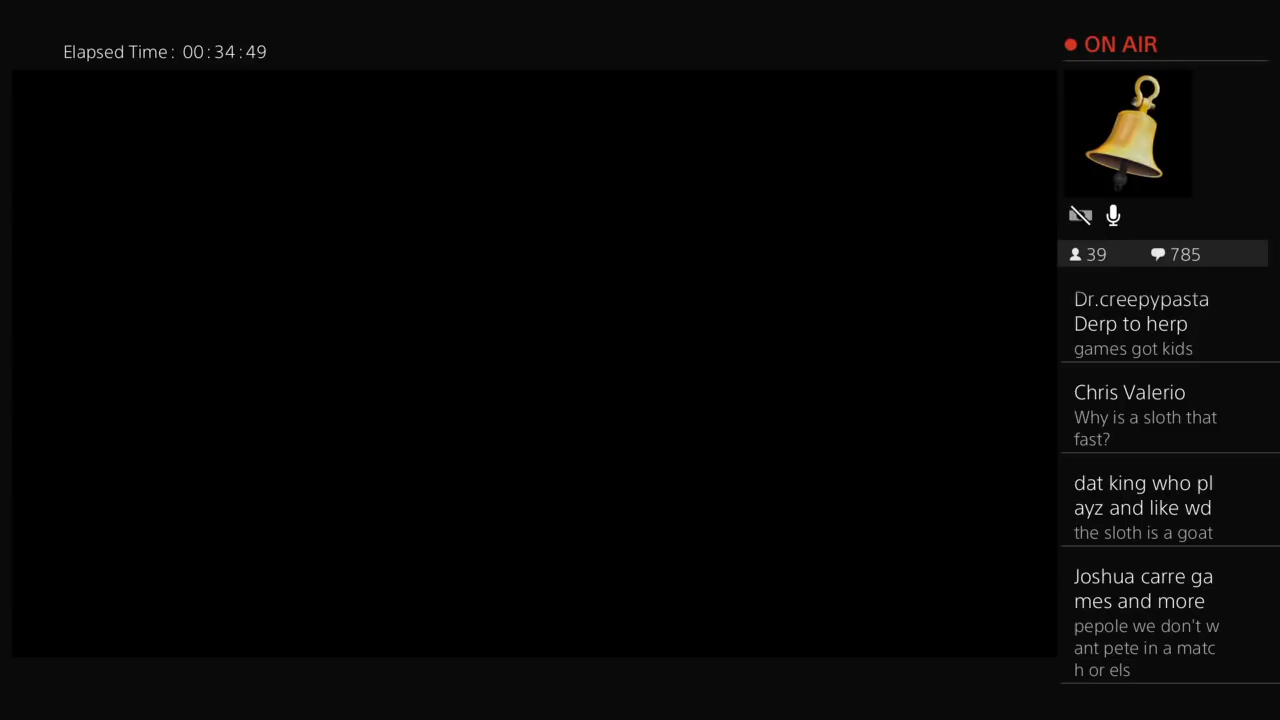 Elapsed Time: 00:34:49
ON AIR
39 785
Dr.creepypasta
Derp to herp
games got kids
Chris Valerio
Why is a sloth that
fast?
dat king who pl
ayz and like wd
the sloth is a goat
Joshua carre ga
mes and more
pepole we don't w
ant pete in a matc
h or els